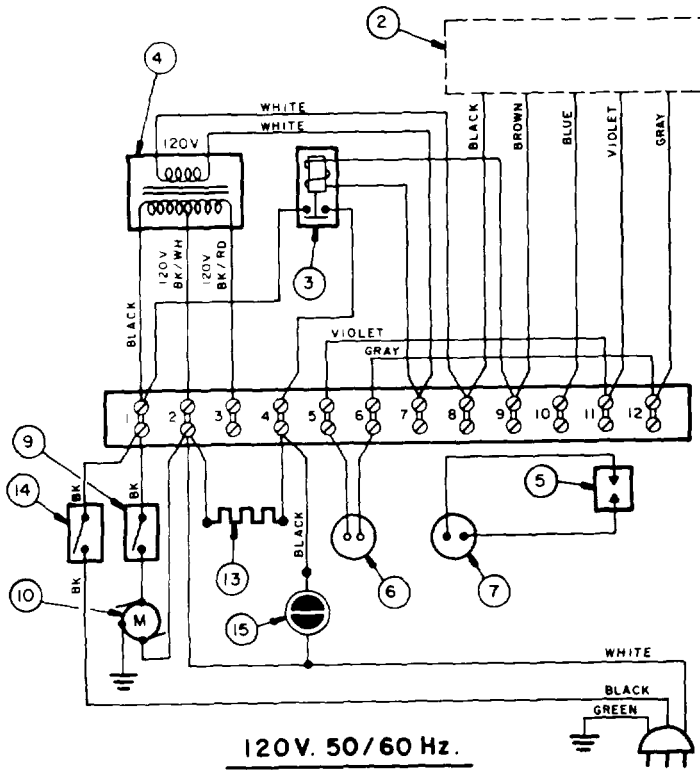 2
4
WHITE
WHITE
120V
BLACK
BROWN
BLUE
VIOLET
GRAY
3
120V
BK/WH
120V
BK/RD
BLACK
VIOLET
GRAY
1 2 3 4 5 6 7 8 9 10 11 12
9
14
BK
BK
5
13
BLACK
6
7
10
M
BK
15
WHITE
BLACK
GREEN
120V. 50/60 Hz.